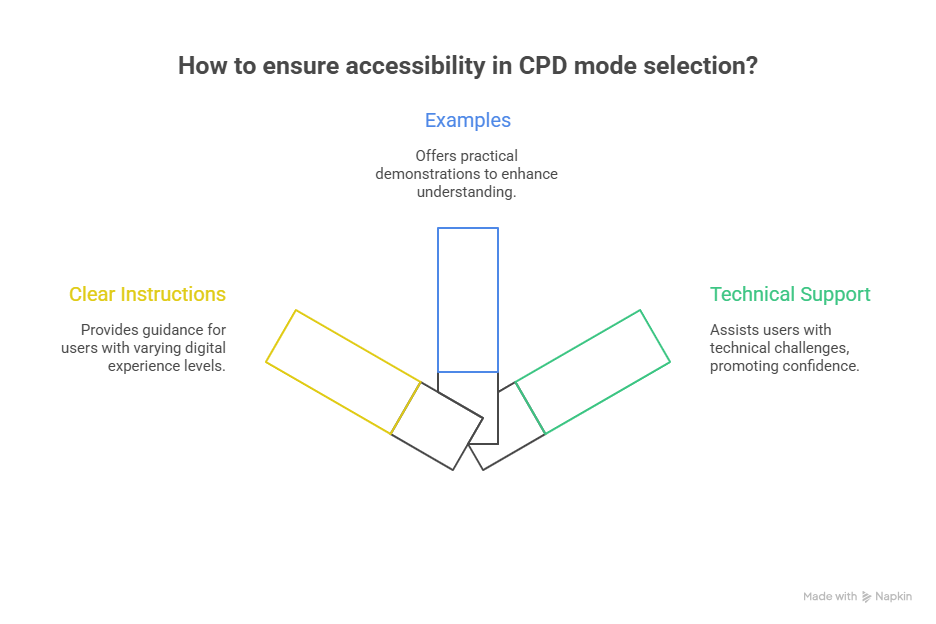 How to ensure accessibility in CPD mode selection?
Examples
Offers practical
demonstrations to enhance
understanding.
Clear Instructions
Provides guidance for
users with varying digital
experience levels.
Technical Support
Assists users with
technical challenges,
promoting confidence.
Made with Napkin